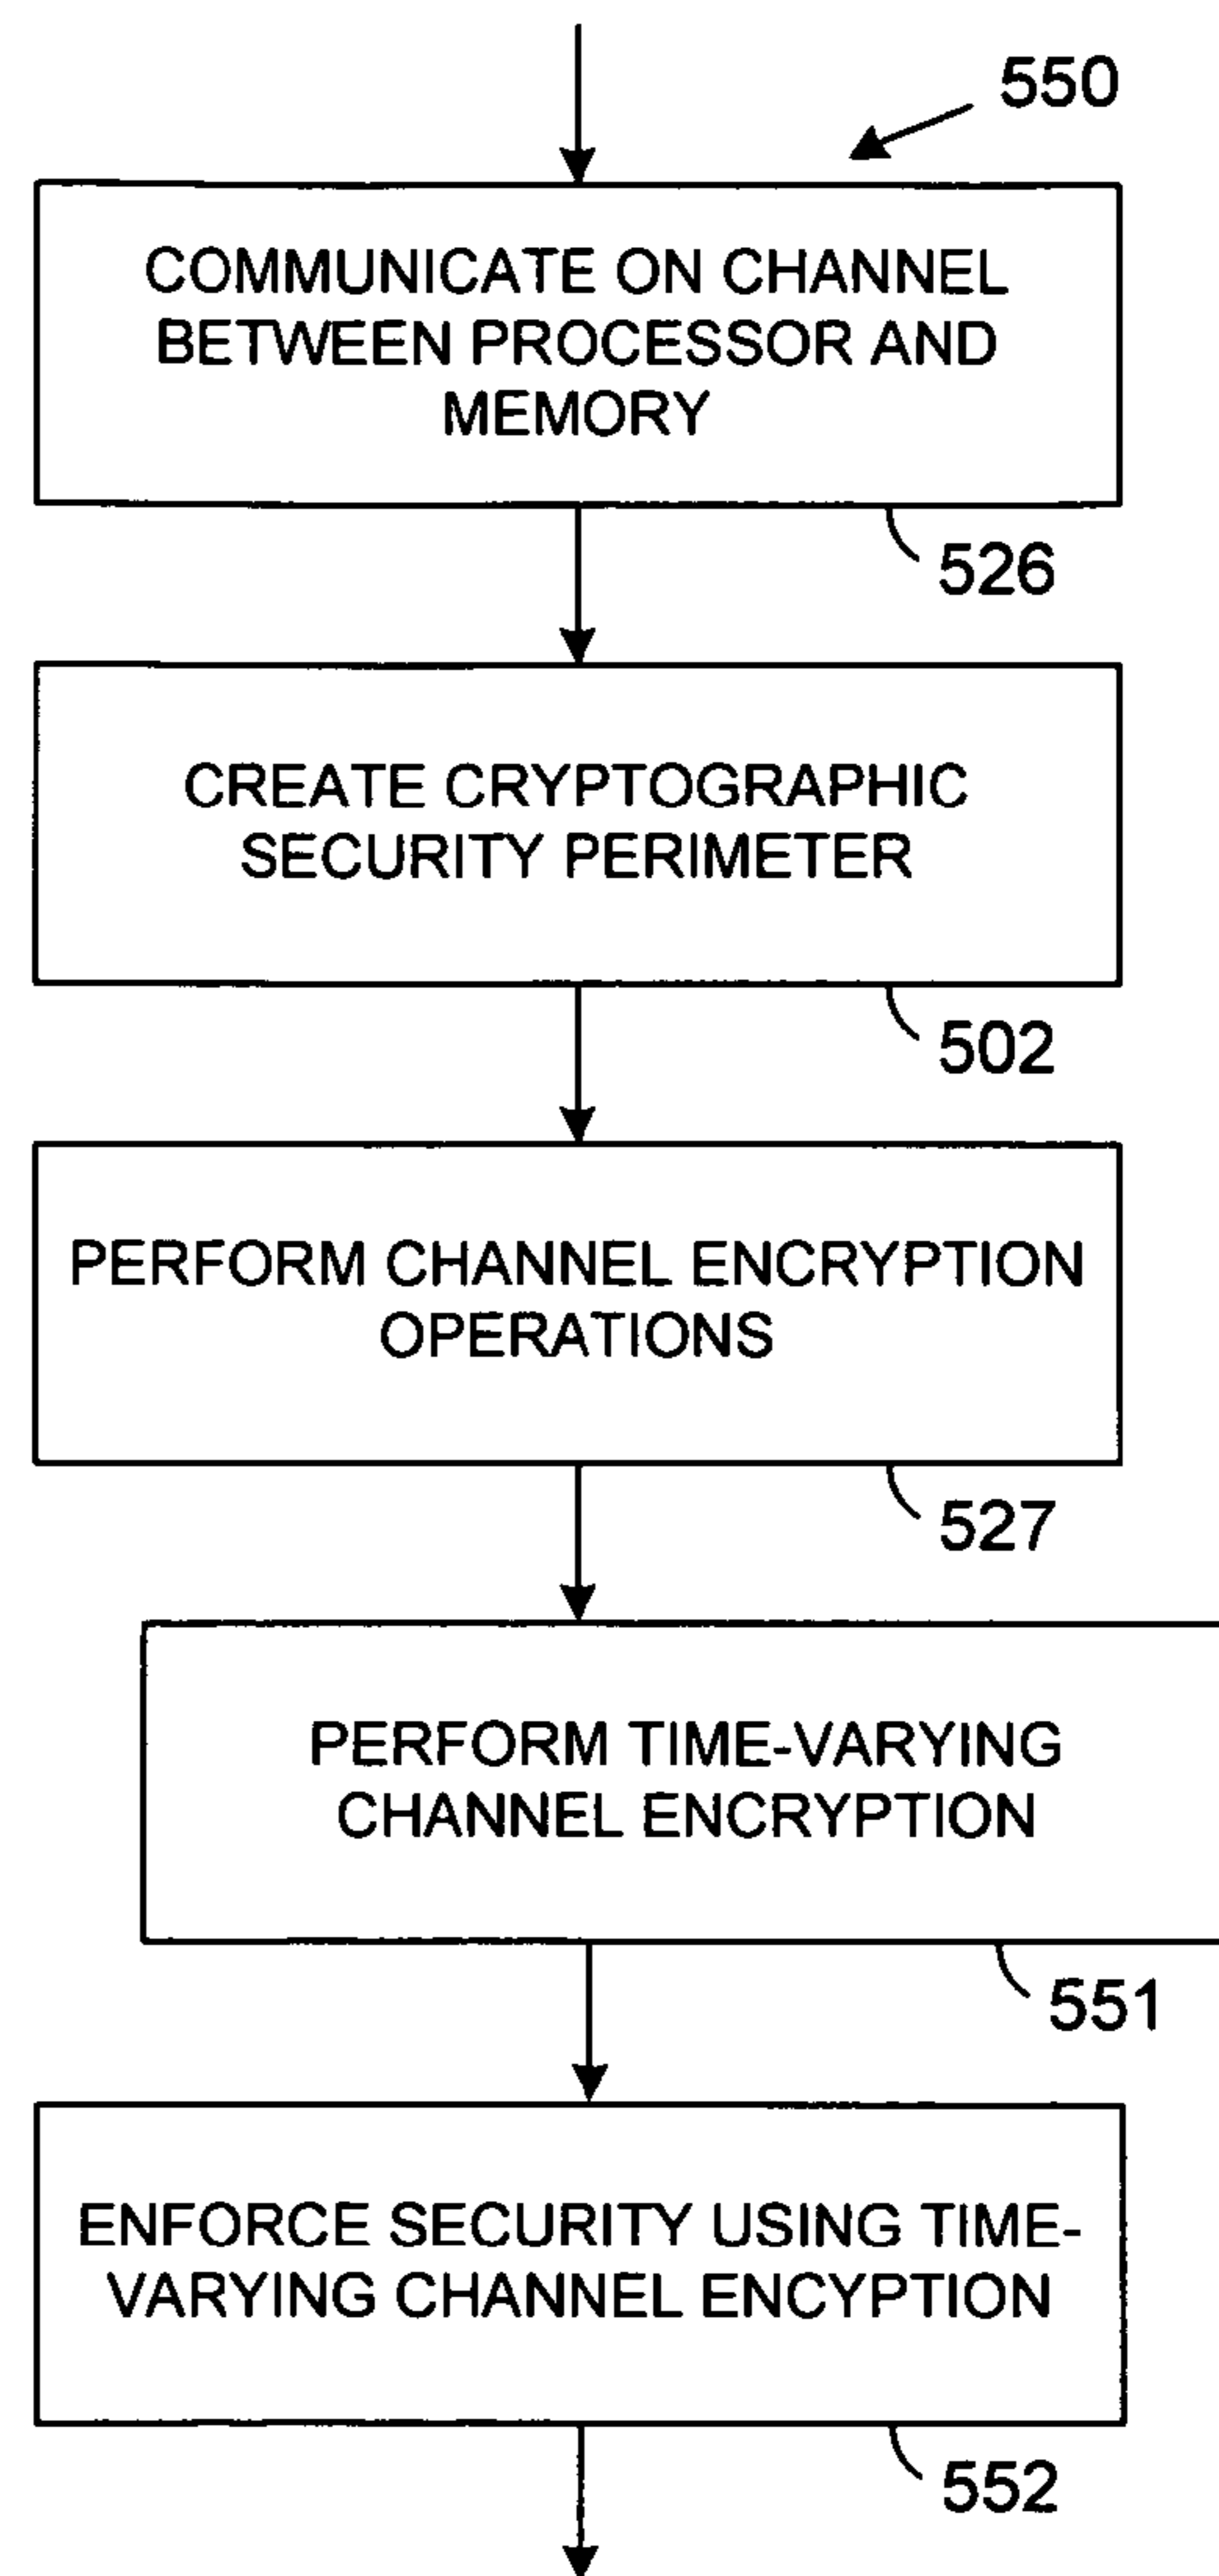 550
COMMUNICATE ON CHANNEL
BETWEEN PROCESSOR AND
MEMORY
526
CREATE CRYPTOGRAPHIC
SECURITY PERIMETER
502
PERFORM CHANNEL ENCRYPTION
OPERATIONS
527
PERFORM TIME-VARYING
CHANNEL ENCRYPTION
551
ENFORCE SECURITY USING TIME-
VARYING CHANNEL ENCYPTION
552